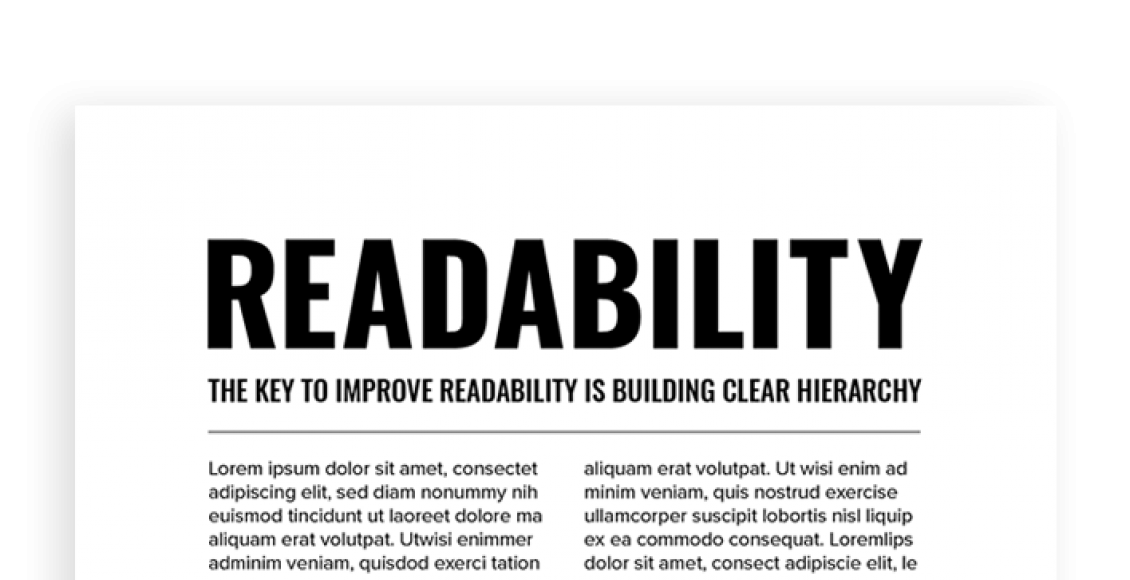 READABILITY
THE KEY TO IMPROVE READABILITY IS BUILDING CLEAR HIERARCHY
Lorem ipsum dolor sit amet, consectet
adipiscing elit, sed diam nonummy nih
euismod tincidunt ut laoreet dolore ma
aliquam erat volutpat. Utwisi enimmer
adminim veniam, quisdod exerci tation
aliquam erat volutpat. Ut wisi enim ad
minim veniam, quis nostrud exercise
ullamcorper suscipit lobortis nisl liquip
ex ea commodo consequat. Loremlips
dolor sit amet, consect adipiscie elit, le